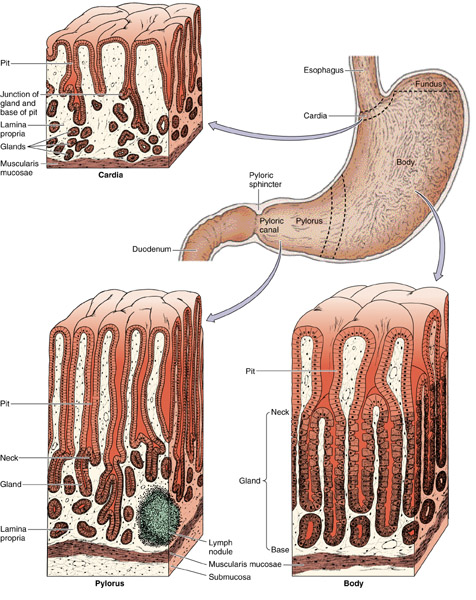 Pit
Junction of
gland and
base of pit
Lamina
propria
Glands
Muscularis
mucosae
Cardia
Esophagus
Fundus
Cardia
Body
Pyloric
sphincter
Pyloric
canal
Pylorus
Duodenum
Pit
Neck
Gland
Lamina
propria
Lymph
nodule
Muscularis mucosae
Submucosa
Pylorus
Pit
Neck
Gland
Base
Body